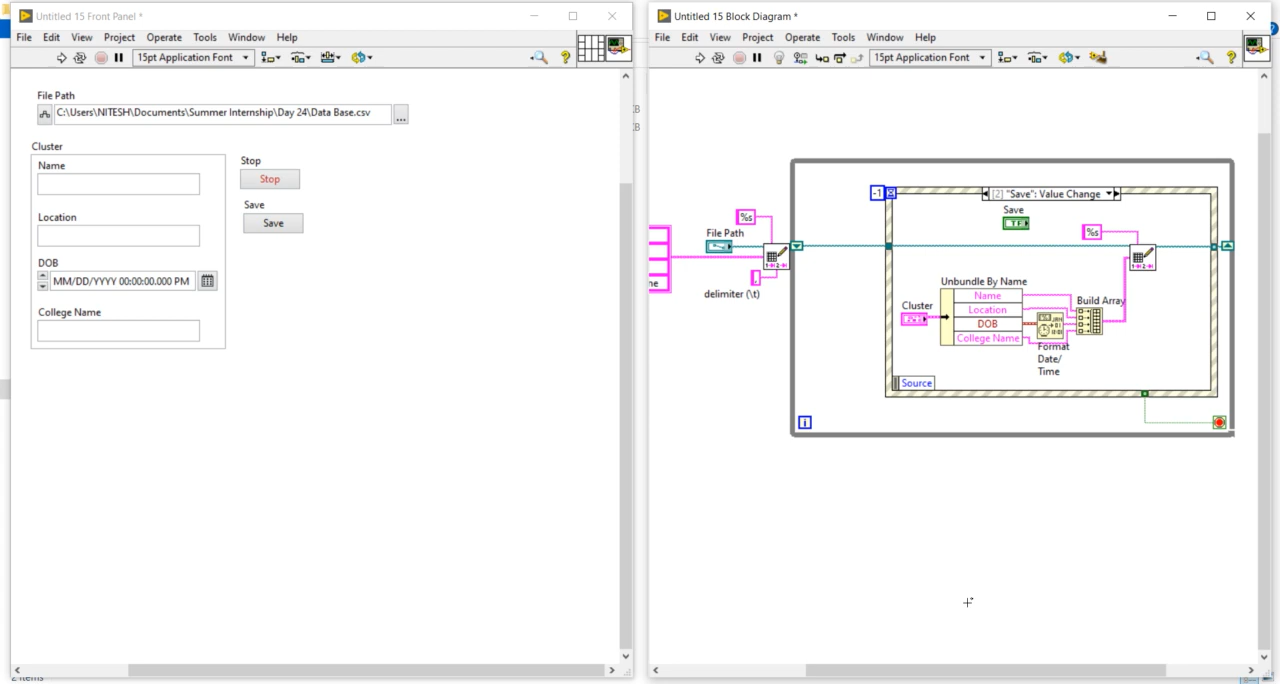 Untitled 15 Front Panel *
File Edit View Project Operate Tools Window Help
15pt Application Font
File Path
C:\Users\NITESH\Documents\Summer Internship\Day 24\Data Base.csv
...
Cluster
Name
Location
DOB
MM/DD/YYYY 00:00:00.000 PM
College Name
Stop
Stop
Save
Save
Untitled 15 Block Diagram *
File Edit View Project Operate Tools Window Help
15pt Application Font
%s
File Path
delimiter (\t)
-1
[2] "Save": Value Change
Save
TF
%s
Unbundle By Name
Cluster
Name
Location
DOB
College Name
Build Array
Format
Date/
Time
Source
i
2 items